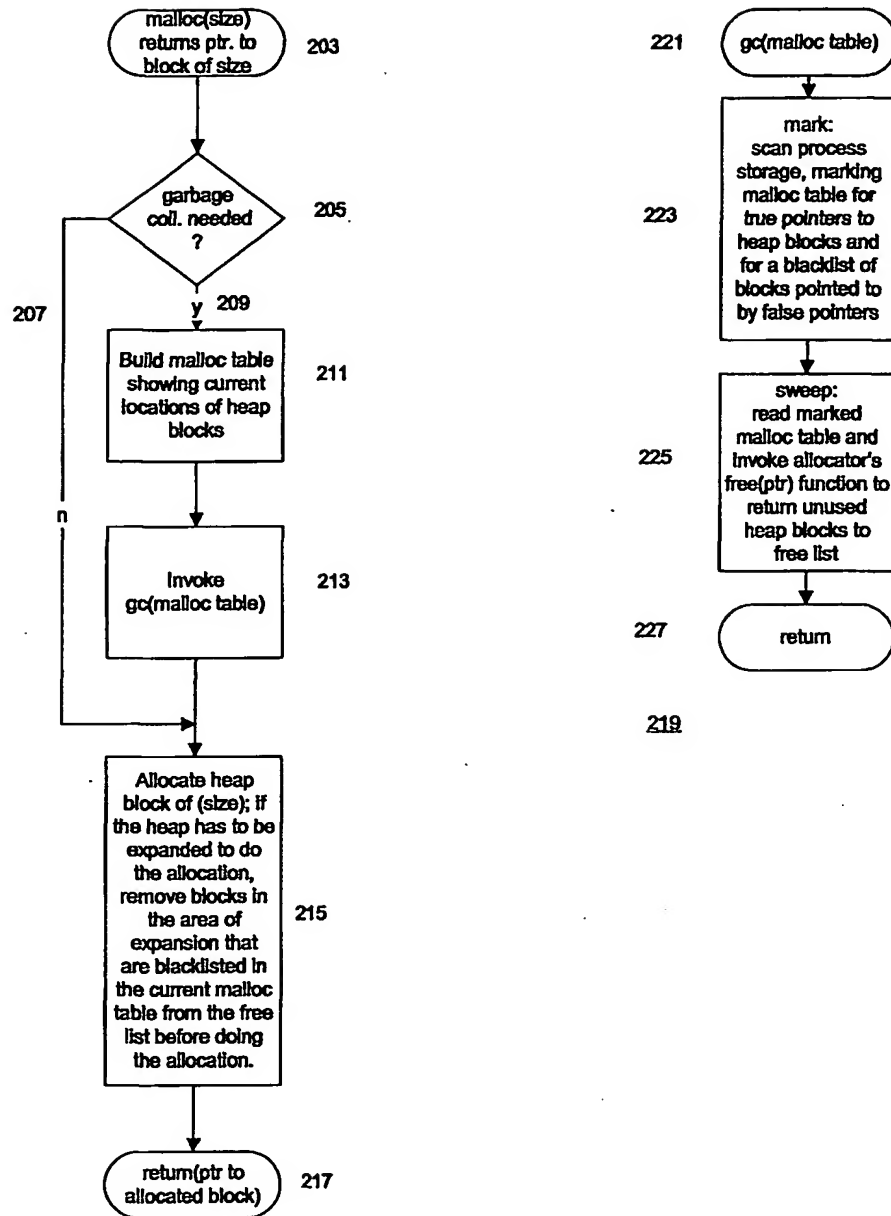 malloc(size)
returns ptr. to
block of size
203
garbage
coll. needed
?
205
207
y
209
Build malloc table
showing current
locations of heap
blocks
211
n
Invoke
gc(malloc table)
213
Allocate heap
block of (size); if
the heap has to be
expanded to do
the allocation,
remove blocks in
the area of
expansion that
are blacklisted in
the current malloc
table from the free
list before doing
the allocation.
215
return(ptr to
allocated block)
217
221
gc(malloc table)
mark:
scan process
storage, marking
malloc table for
true pointers to
heap blocks and
for a blacklist of
blocks pointed to
by false pointers
223
sweep:
read marked
malloc table and
invoke allocator's
free(ptr) function to
return unused
heap blocks to
free list
225
227
return
219